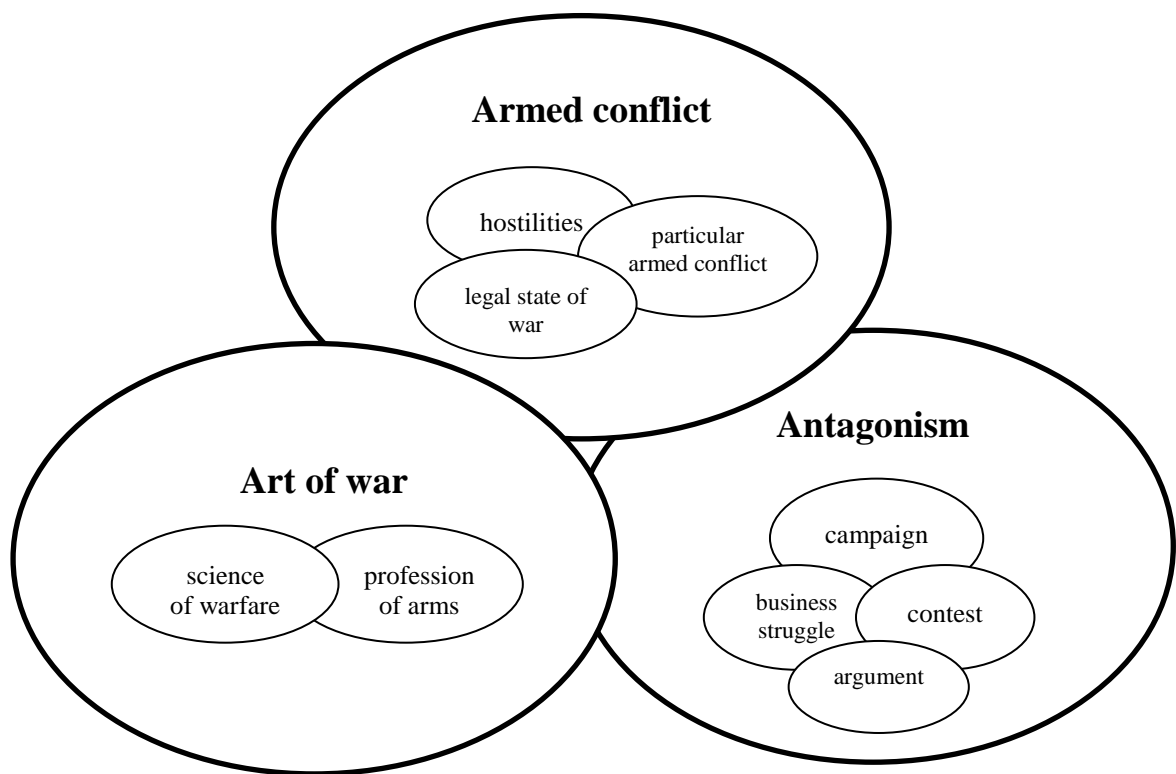 Armed conflict
hostilities
particular
armed conflict
legal state of
war
Art of war
science
of warfare
profession
of arms
Antagonism
campaign
business
struggle
contest
argument